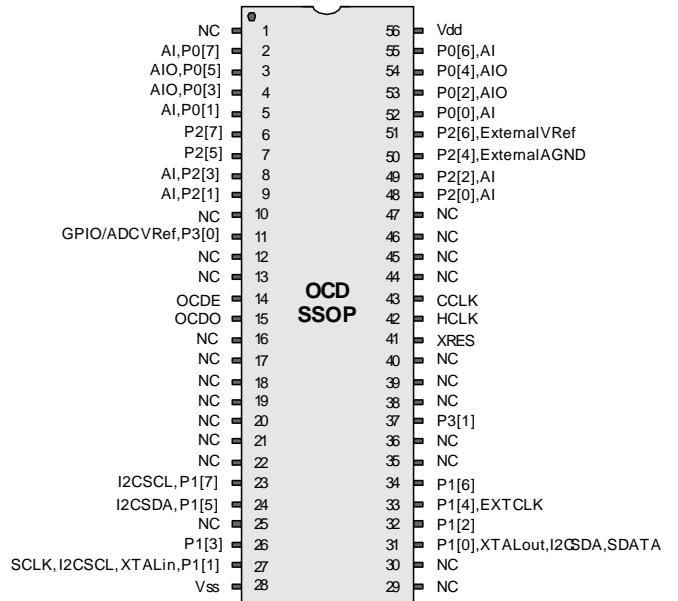 NC 1 56 Vdd
AI,P0[7] 2 55 P0[6],AI
AIO,P0[5] 3 54 P0[4],AIO
AIO,P0[3] 4 53 P0[2],AIO
AI,P0[1] 5 52 P0[0],AI
P2[7] 6 51 P2[6],ExternalVRef
P2[5] 7 50 P2[4],ExternalAGND
AI,P2[3] 8 49 P2[2],AI
AI,P2[1] 9 48 P2[0],AI
NC 10 47 NC
GPIO/ADCVRef,P3[0] 11 46 NC
NC 12 45 NC
NC 13 44 NC
OCD
SSOP
OCDE 14 43 CCLK
OCDO 15 42 HCLK
NC 16 41 XRES
NC 17 40 NC
NC 18 39 NC
NC 19 38 NC
NC 20 37 P3[1]
NC 21 36 NC
NC 22 35 NC
I2CSCL,P1[7] 23 34 P1[6]
I2CSDA,P1[5] 24 33 P1[4],EXTCLK
NC 25 32 P1[2]
P1[3] 26 31 P1[0],XTALout,I2CSDA,SDATA
SCLK,I2CSCL,XTALin,P1[1] 27 30 NC
Vss 28 29 NC